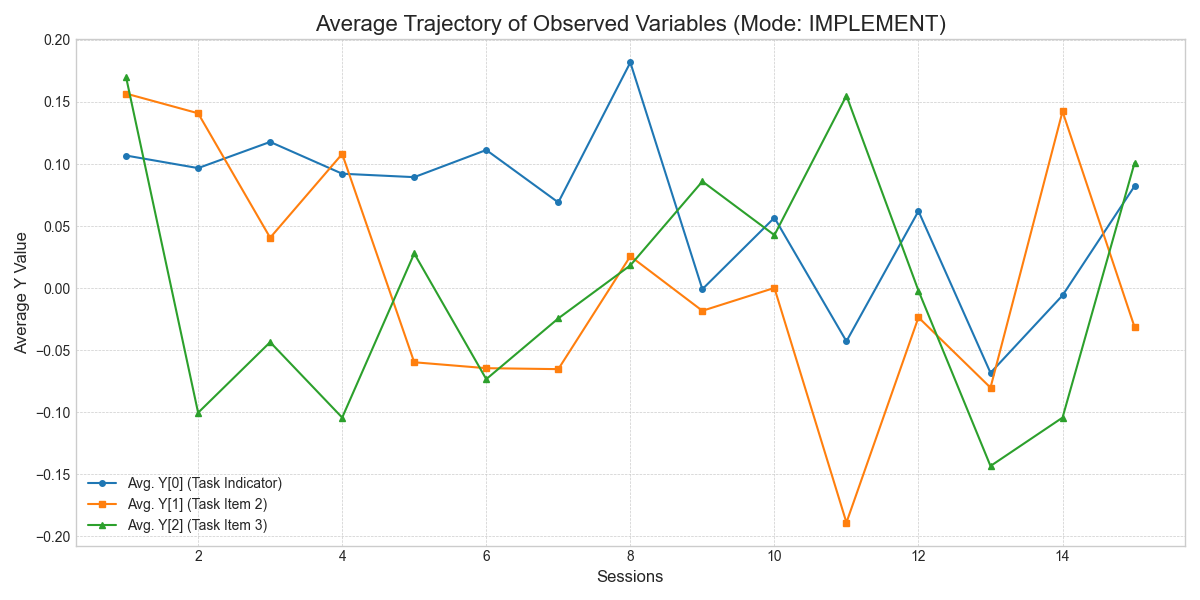 Average Trajectory of Observed Variables (Mode: IMPLEMENT)
Average Y Value
0.20
0.15
0.10
0.05
0.00
−0.05
−0.10
−0.15
−0.20
Avg. Y[0] (Task Indicator)
Avg. Y[1] (Task Item 2)
Avg. Y[2] (Task Item 3)
2 4 6 8 10 12 14
Sessions